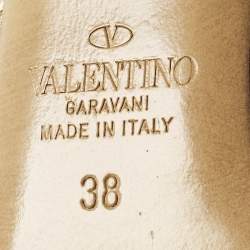 VALENTINO
GARAVANI
MADE IN ITALY
38